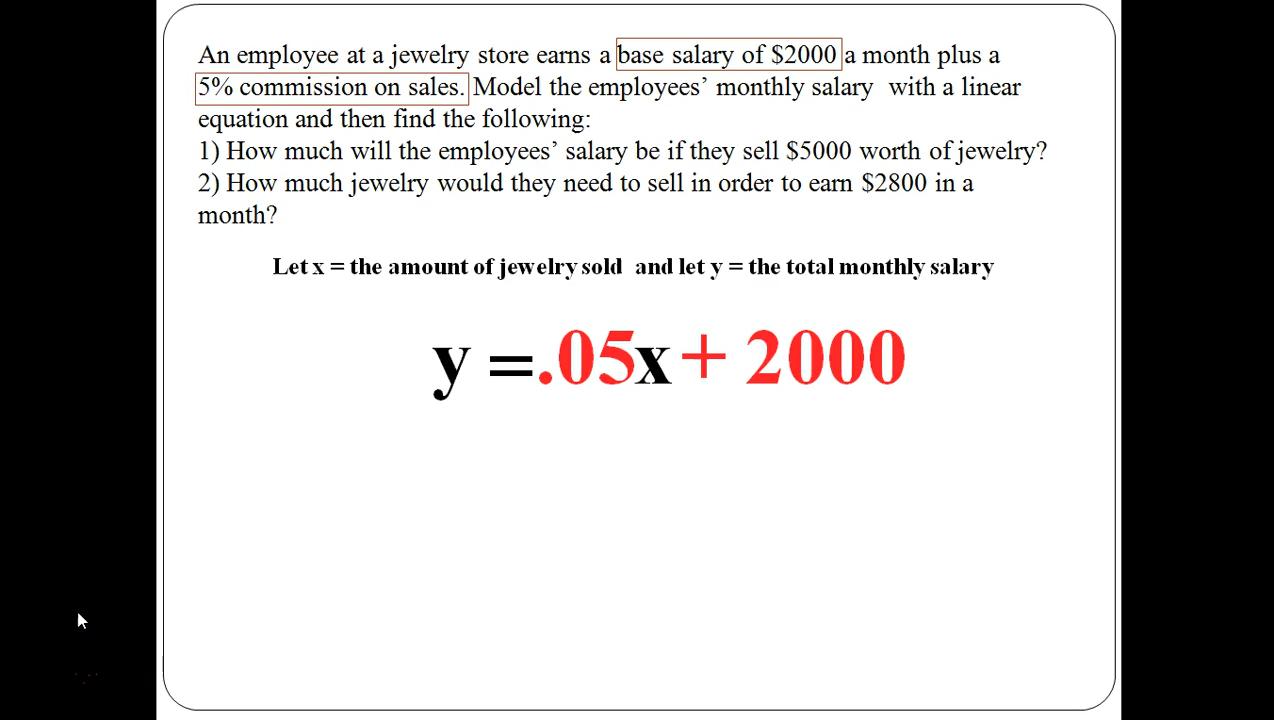 An employee at a jewelry store earns a base salary of $2000 a month plus a
5% commission on sales. Model the employees’ monthly salary with a linear
equation and then find the following:
1) How much will the employees’ salary be if they sell $5000 worth of jewelry?
2) How much jewelry would they need to sell in order to earn $2800 in a
month?
Let x = the amount of jewelry sold and let y = the total monthly salary
y = .05x + 2000